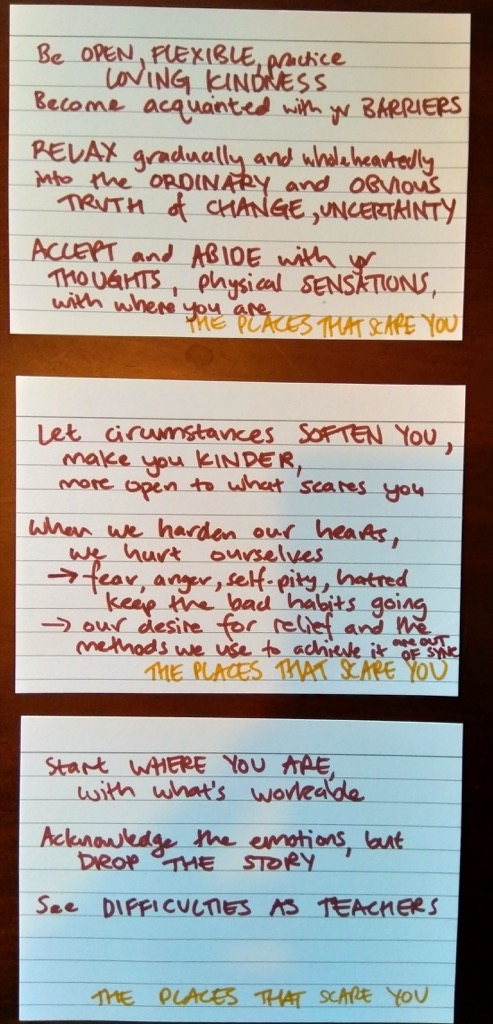 Be OPEN, FLEXIBLE, practice
LOVING KINDNESS
Become acquainted with yr BARRIERS
RELAX gradually and wholeheartedly
into the ORDINARY and OBVIOUS
TRUTH of CHANGE, UNCERTAINTY
ACCEPT and ABIDE with yr
THOUGHTS, physical SENSATIONS,
with where you are
THE PLACES THAT SCARE YOU
Let circumstances SOFTEN YOU,
make you KINDER,
more open to what scares you
When we harden our hearts,
we hurt ourselves
→ fear, anger, self-pity, hatred
keep the bad habits going
→ our desire for relief and the
methods we use to achieve it are OUT OF SYNC
THE PLACES THAT SCARE YOU
Start WHERE YOU ARE,
with what's workable
Acknowledge the emotions, but
DROP THE STORY
See DIFFICULTIES AS TEACHERS
THE PLACES THAT SCARE YOU